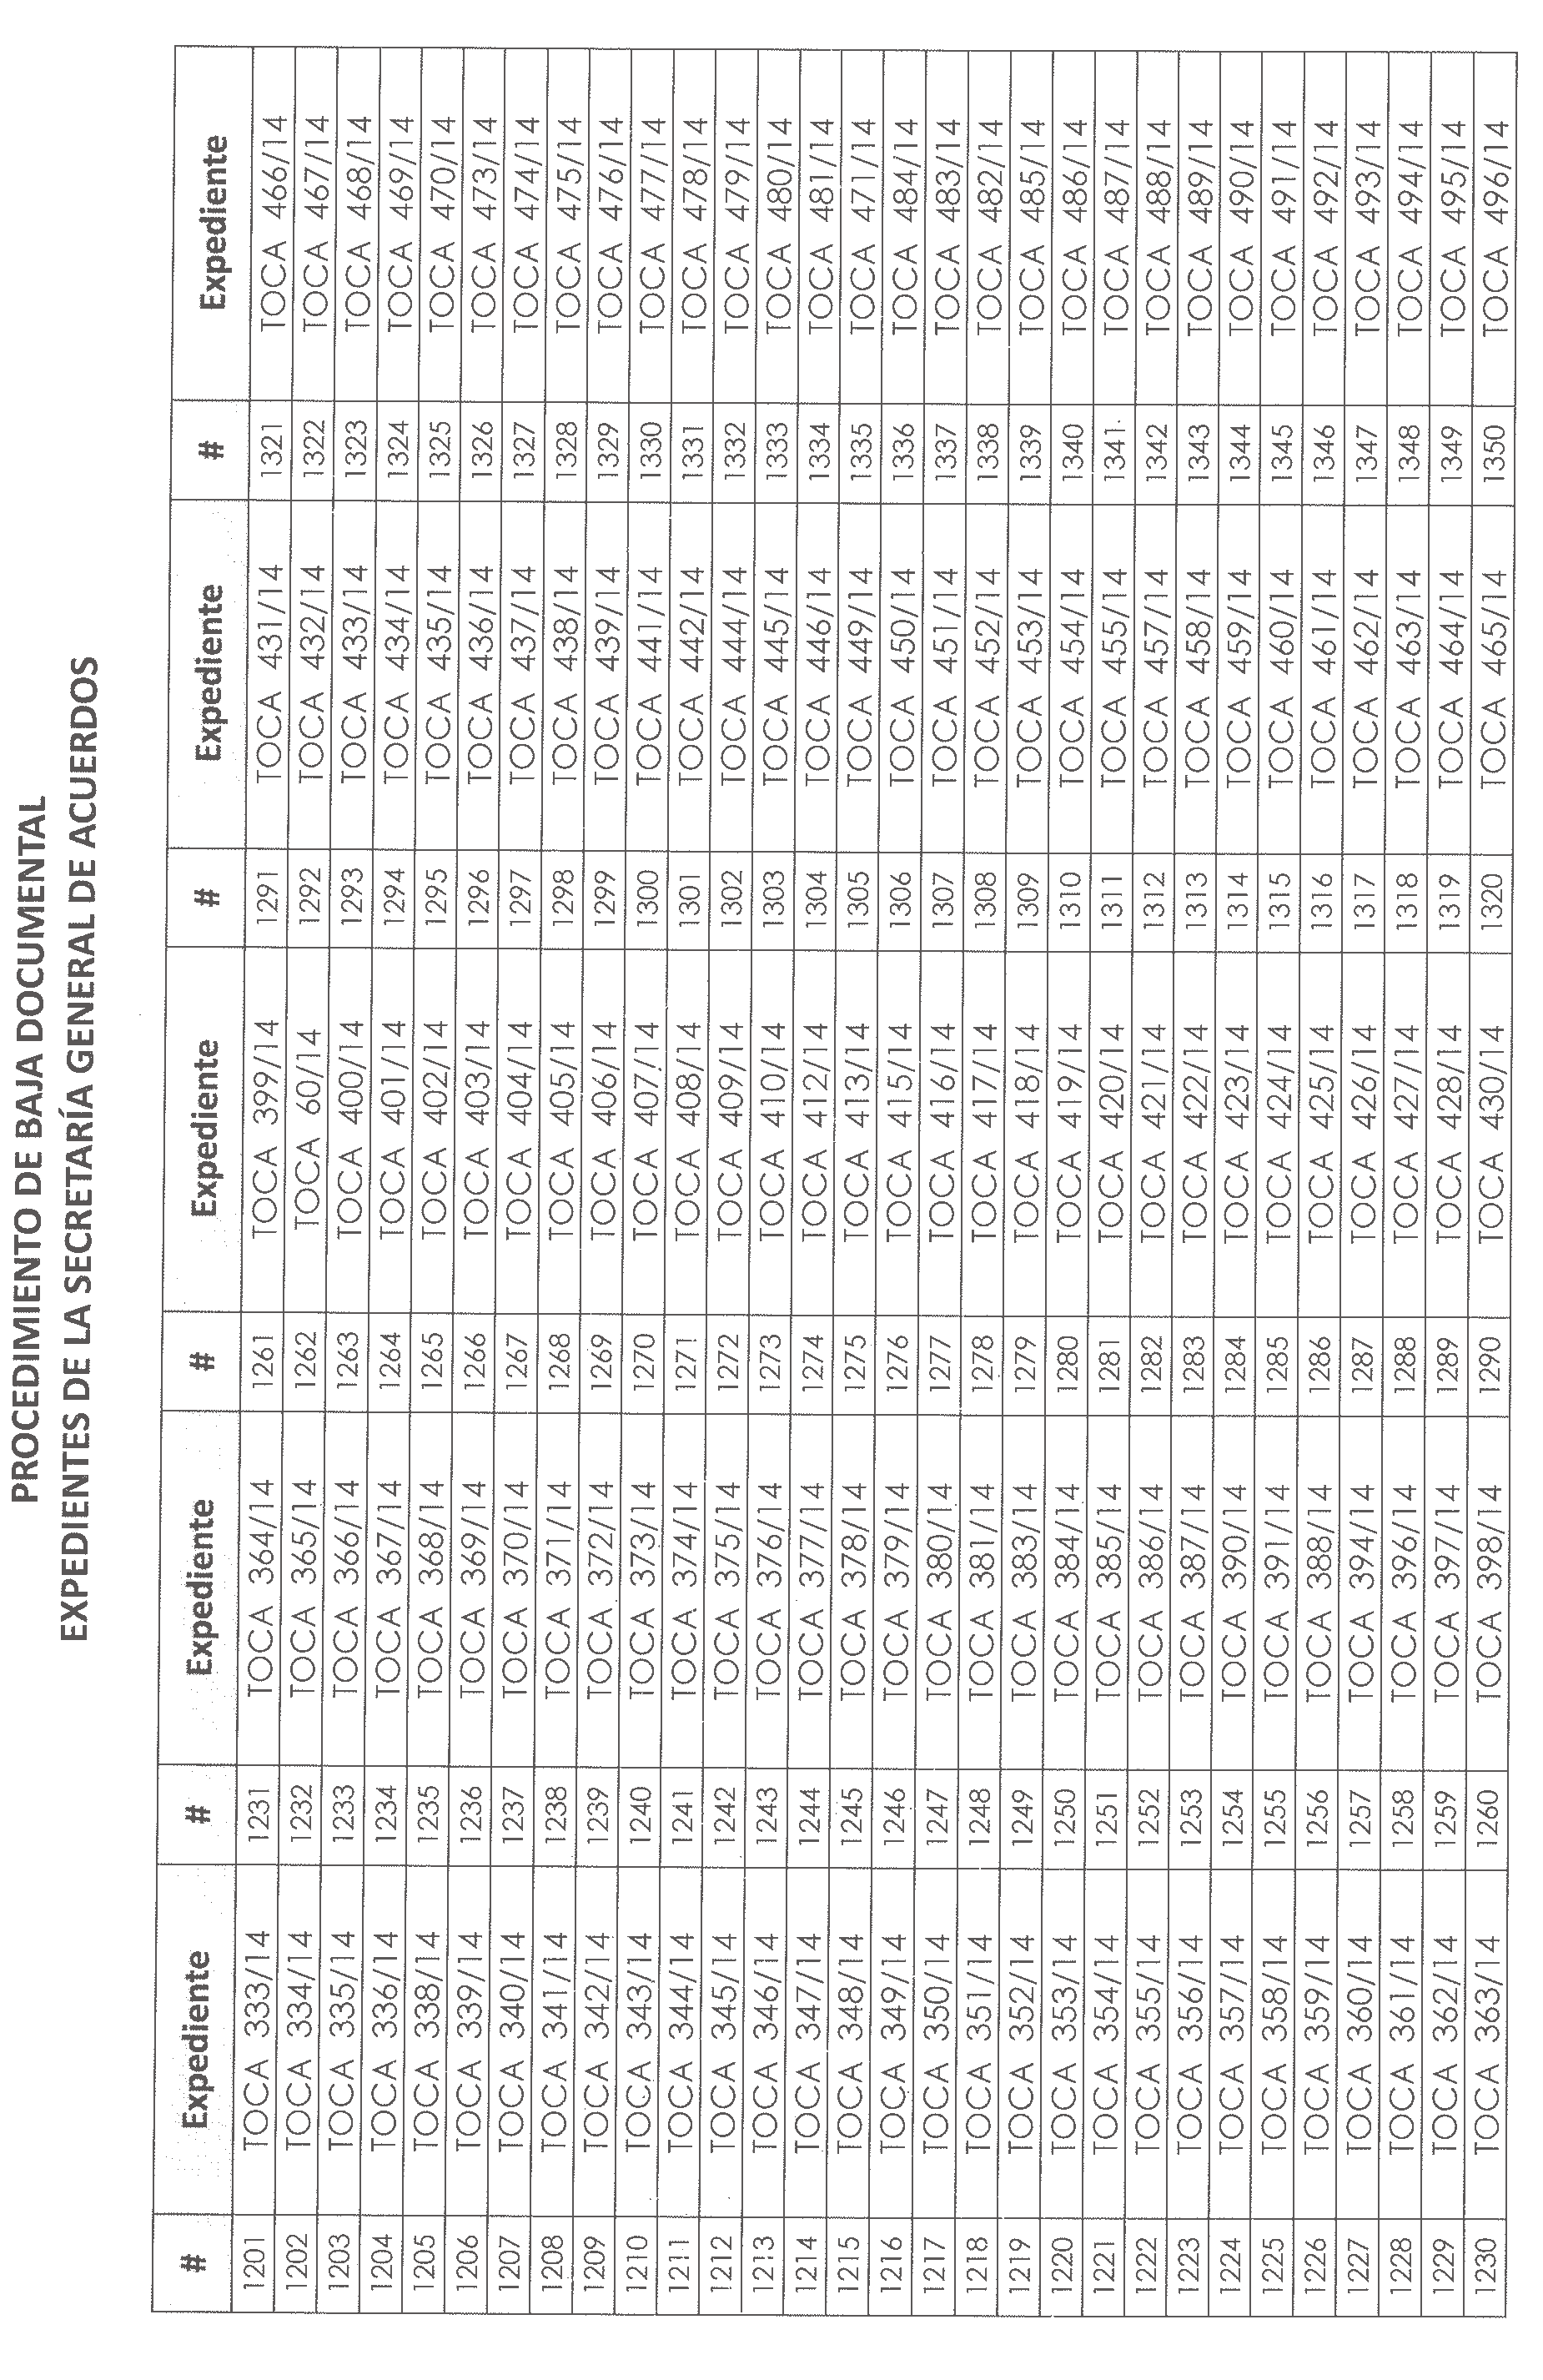 PROCEDIMIENTO DE BAJA DOCUMENTAL
EXPEDIENTES DE LA SECRETARÍA GENERAL DE ACUERDOS
# Expediente # Expediente # Expediente # Expediente # Expediente
1201 TOCA 333/14 1231 TOCA 364/14 1261 TOCA 399/14 1291 TOCA 431/14 1321 TOCA 466/14
1202 TOCA 334/14 1232 TOCA 365/14 1262 TOCA 60/14 1292 TOCA 432/14 1322 TOCA 467/14
1203 TOCA 335/14 1233 TOCA 366/14 1263 TOCA 400/14 1293 TOCA 433/14 1323 TOCA 468/14
1204 TOCA 336/14 1234 TOCA 367/14 1264 TOCA 401/14 1294 TOCA 434/14 1324 TOCA 469/14
1205 TOCA 338/14 1235 TOCA 368/14 1265 TOCA 402/14 1295 TOCA 435/14 1325 TOCA 470/14
1206 TOCA 339/14 1236 TOCA 369/14 1266 TOCA 403/14 1296 TOCA 436/14 1326 TOCA 473/14
1207 TOCA 340/14 1237 TOCA 370/14 1267 TOCA 404/14 1297 TOCA 437/14 1327 TOCA 474/14
1208 TOCA 341/14 1238 TOCA 371/14 1268 TOCA 405/14 1298 TOCA 438/14 1328 TOCA 475/14
1209 TOCA 342/14 1239 TOCA 372/14 1269 TOCA 406/14 1299 TOCA 439/14 1329 TOCA 476/14
1210 TOCA 343/14 1240 TOCA 373/14 1270 TOCA 407/14 1300 TOCA 441/14 1330 TOCA 477/14
1211 TOCA 344/14 1241 TOCA 374/14 1271 TOCA 408/14 1301 TOCA 442/14 1331 TOCA 478/14
1212 TOCA 345/14 1242 TOCA 375/14 1272 TOCA 409/14 1302 TOCA 444/14 1332 TOCA 479/14
1213 TOCA 346/14 1243 TOCA 376/14 1273 TOCA 410/14 1303 TOCA 445/14 1333 TOCA 480/14
1214 TOCA 347/14 1244 TOCA 377/14 1274 TOCA 412/14 1304 TOCA 446/14 1334 TOCA 481/14
1215 TOCA 348/14 1245 TOCA 378/14 1275 TOCA 413/14 1305 TOCA 449/14 1335 TOCA 471/14
1216 TOCA 349/14 1246 TOCA 379/14 1276 TOCA 415/14 1306 TOCA 450/14 1336 TOCA 484/14
1217 TOCA 350/14 1247 TOCA 380/14 1277 TOCA 416/14 1307 TOCA 451/14 1337 TOCA 483/14
1218 TOCA 351/14 1248 TOCA 381/14 1278 TOCA 417/14 1308 TOCA 452/14 1338 TOCA 482/14
1219 TOCA 352/14 1249 TOCA 383/14 1279 TOCA 418/14 1309 TOCA 453/14 1339 TOCA 485/14
1220 TOCA 353/14 1250 TOCA 384/14 1280 TOCA 419/14 1310 TOCA 454/14 1340 TOCA 486/14
1221 TOCA 354/14 1251 TOCA 385/14 1281 TOCA 420/14 1311 TOCA 455/14 1341 TOCA 487/14
1222 TOCA 355/14 1252 TOCA 386/14 1282 TOCA 421/14 1312 TOCA 457/14 1342 TOCA 488/14
1223 TOCA 356/14 1253 TOCA 387/14 1283 TOCA 422/14 1313 TOCA 458/14 1343 TOCA 489/14
1224 TOCA 357/14 1254 TOCA 390/14 1284 TOCA 423/14 1314 TOCA 459/14 1344 TOCA 490/14
1225 TOCA 358/14 1255 TOCA 391/14 1285 TOCA 424/14 1315 TOCA 460/14 1345 TOCA 491/14
1226 TOCA 359/14 1256 TOCA 388/14 1286 TOCA 425/14 1316 TOCA 461/14 1346 TOCA 492/14
1227 TOCA 360/14 1257 TOCA 394/14 1287 TOCA 426/14 1317 TOCA 462/14 1347 TOCA 493/14
1228 TOCA 361/14 1258 TOCA 396/14 1288 TOCA 427/14 1318 TOCA 463/14 1348 TOCA 494/14
1229 TOCA 362/14 1259 TOCA 397/14 1289 TOCA 428/14 1319 TOCA 464/14 1349 TOCA 495/14
1230 TOCA 363/14 1260 TOCA 398/14 1290 TOCA 430/14 1320 TOCA 465/14 1350 TOCA 496/14